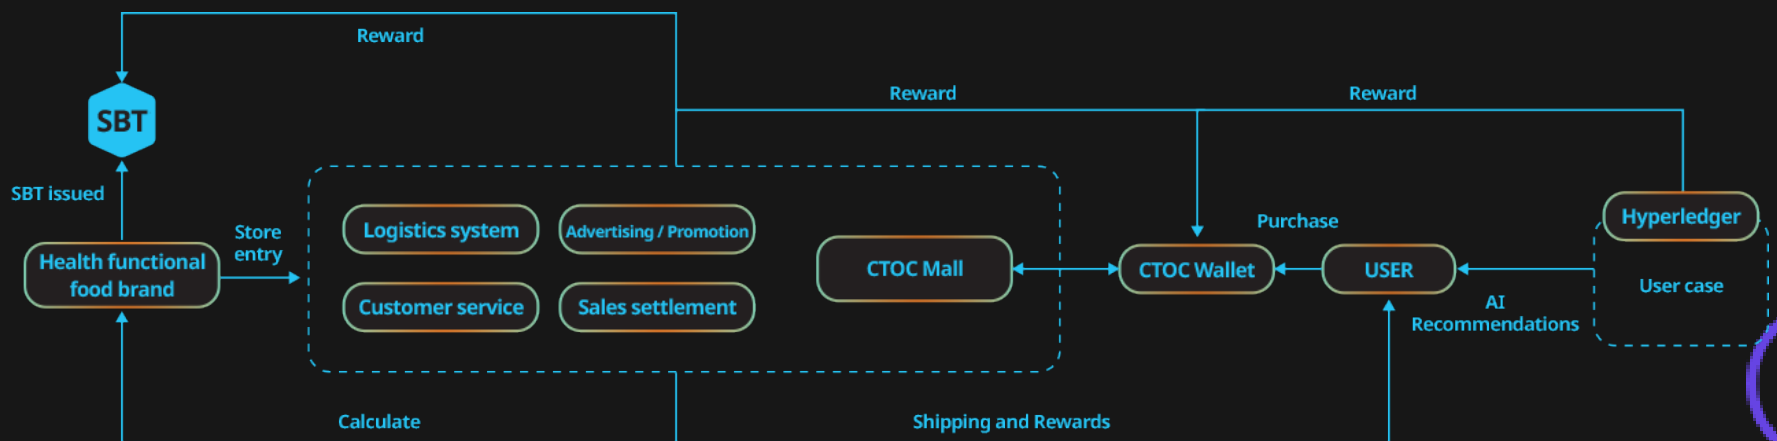 Reward
Reward
Reward
SBT
SBT issued
Store
entry
Health functional
food brand
Logistics system
Advertising / Promotion
Customer service
Sales settlement
CTOC Mall
CTOC Wallet
Purchase
USER
Hyperledger
User case
AI
Recommendations
Calculate
Shipping and Rewards